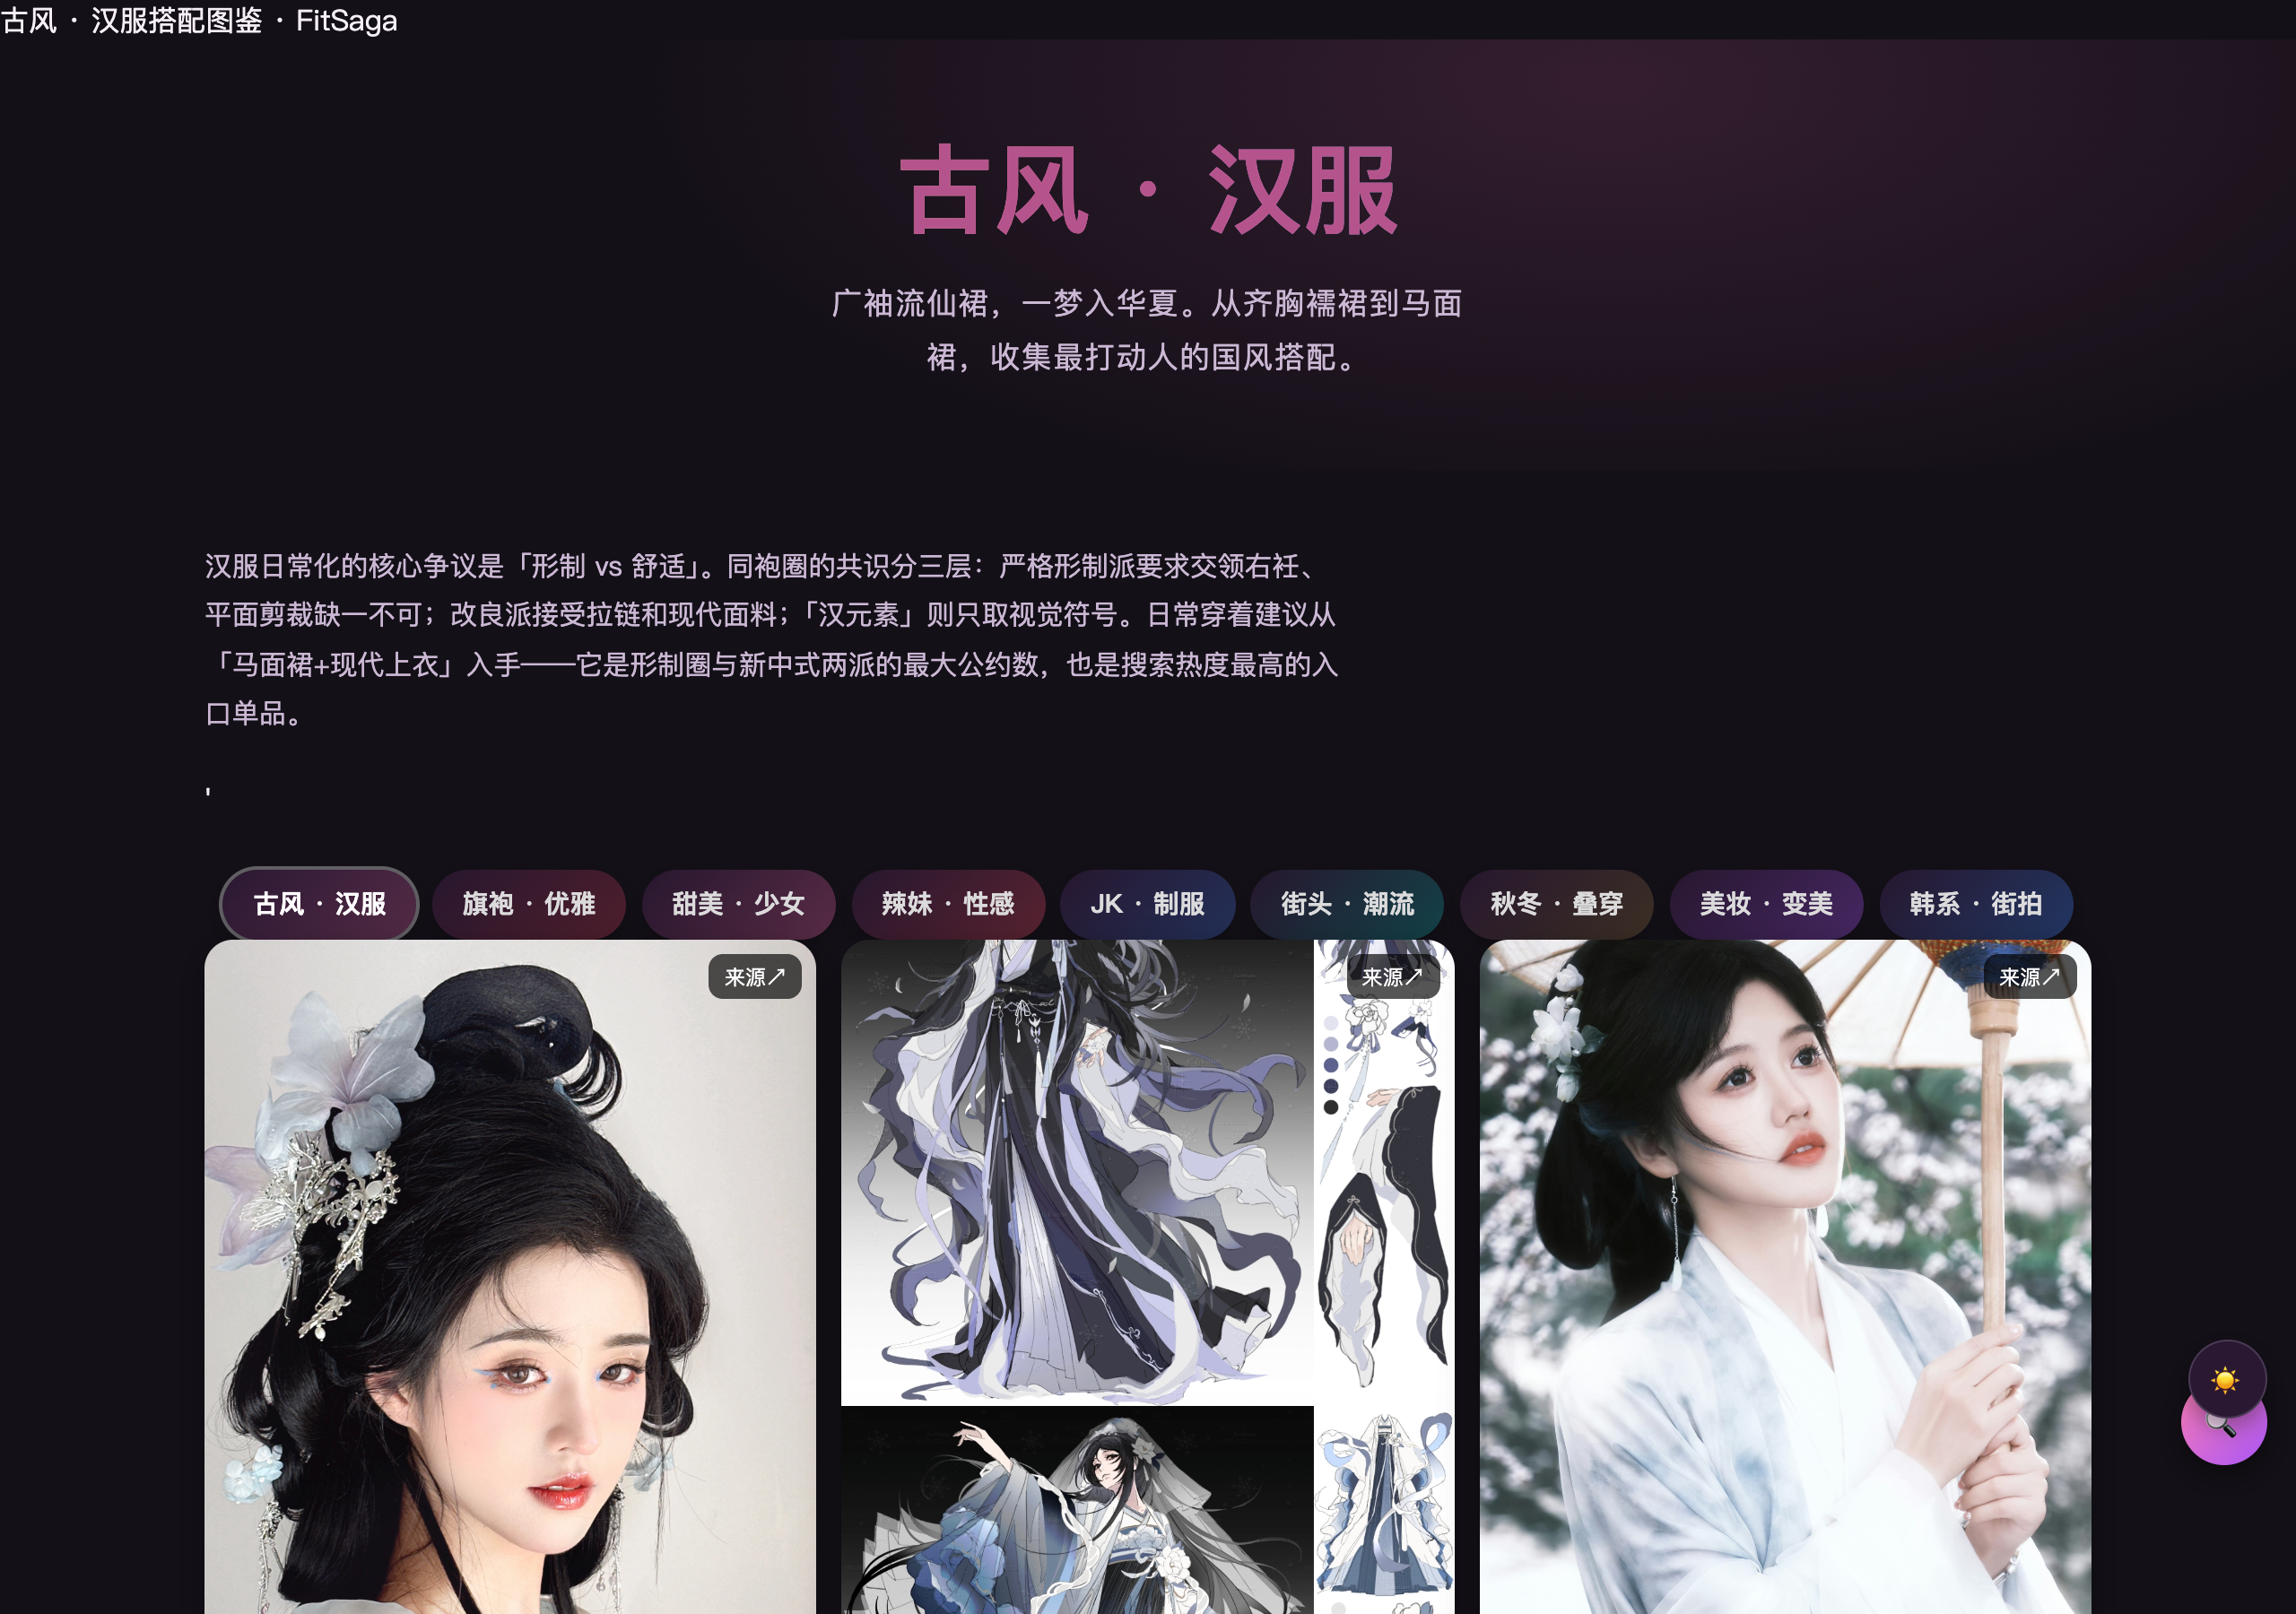 古风 · 汉服搭配图鉴 · FitSaga
古风 · 汉服
广袖流仙裙，一梦入华夏。从齐胸襦裙到马面
裙，收集最打动人的国风搭配。
汉服日常化的核心争议是「形制 vs 舒适」。同袍圈的共识分三层：严格形制派要求交领右衽、
平面剪裁缺一不可；改良派接受拉链和现代面料；「汉元素」则只取视觉符号。日常穿着建议从
「马面裙+现代上衣」入手——它是形制圈与新中式两派的最大公约数，也是搜索热度最高的入
口单品。
'
古风 · 汉服
旗袍 · 优雅
甜美 · 少女
辣妹 · 性感
JK · 制服
街头 · 潮流
秋冬 · 叠穿
美妆 · 变美
韩系 · 街拍
来源↗
来源↗
来源↗